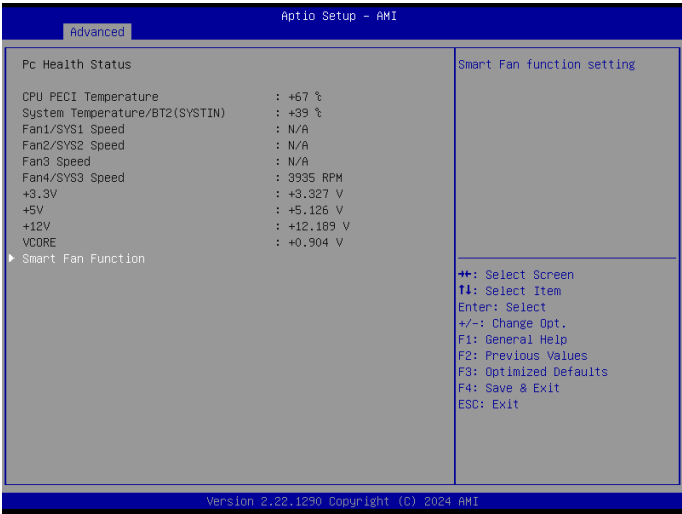 Aptio Setup – AMI
Advanced
Pc Health Status
CPU PECI Temperature : +67 ℃
System Temperature/BT2(SYSTIN) : +39 ℃
Fan1/SYS1 Speed : N/A
Fan2/SYS2 Speed : N/A
Fan3 Speed : N/A
Fan4/SYS3 Speed : 3935 RPM
+3.3V : +3.327 V
+5V : +5.126 V
+12V : +12.189 V
VCORE : +0.904 V
Smart Fan Function
Smart Fan function setting
→←: Select Screen
↑↓: Select Item
Enter: Select
+/-: Change Opt.
F1: General Help
F2: Previous Values
F3: Optimized Defaults
F4: Save & Exit
ESC: Exit
Version 2.22.1290 Copyright (C) 2024 AMI